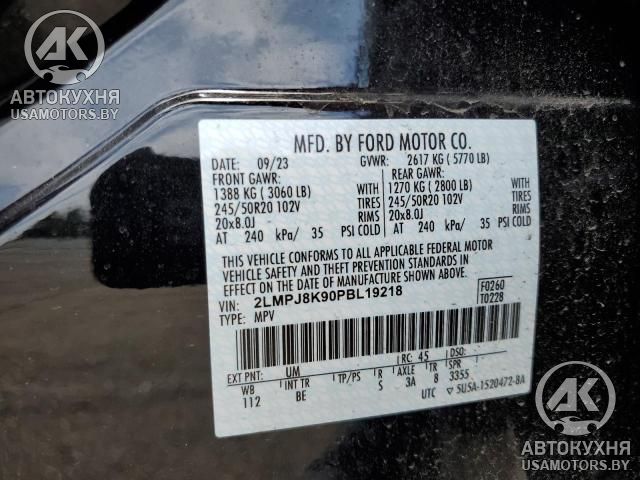 AK
АВТОКУХНЯ
USAMOTORS.BY
MFD. BY FORD MOTOR CO.
DATE: 09/23 GVWR: 2617 KG ( 5770 LB)
FRONT GAWR: REAR GAWR:
1388 KG ( 3060 LB) 1270 KG ( 2800 LB)
245/50R20 102V TIRES 245/50R20 102V TIRES
20x8.0J RIMS 20x8.0J RIMS
AT 240 kPa/ 35 PSI COLD AT 240 kPa/ 35 PSI COLD
THIS VEHICLE CONFORMS TO ALL APPLICABLE FEDERAL MOTOR
VEHICLE SAFETY AND THEFT PREVENTION STANDARDS IN
EFFECT ON THE DATE OF MANUFACTURE SHOWN ABOVE.
VIN: 2LMPJ8K90PBL19218 F0260
TYPE: MPV T0228
EXT PNT: UM RC: 45 DSO:
WB INT TR TP/PS R AXLE TR SPR
112 BE S 3A 8 3355
UTC 5U5A-1520472-BA
AK
АВТОКУХНЯ
USAMOTORS.BY